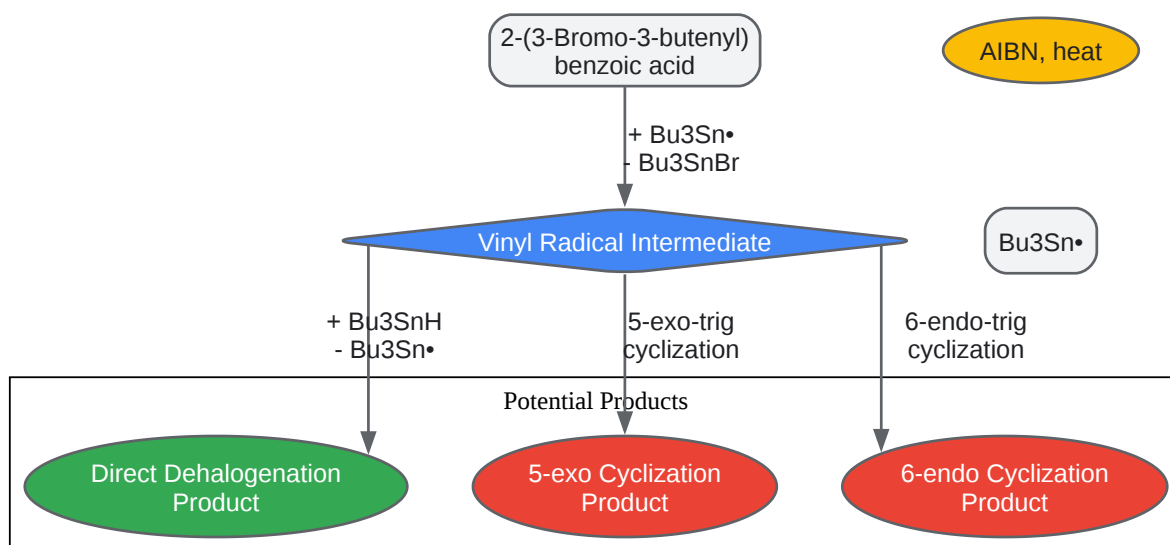 2-(3-Bromo-3-butenyl)
benzoic acid
AIBN, heat
+ Bu3Sn•
- Bu3SnBr
Vinyl Radical Intermediate
Bu3Sn•
+ Bu3SnH
- Bu3Sn•
5-exo-trig
cyclization
6-endo-trig
cyclization
Potential Products
Direct Dehalogenation
Product
5-exo Cyclization
Product
6-endo Cyclization
Product